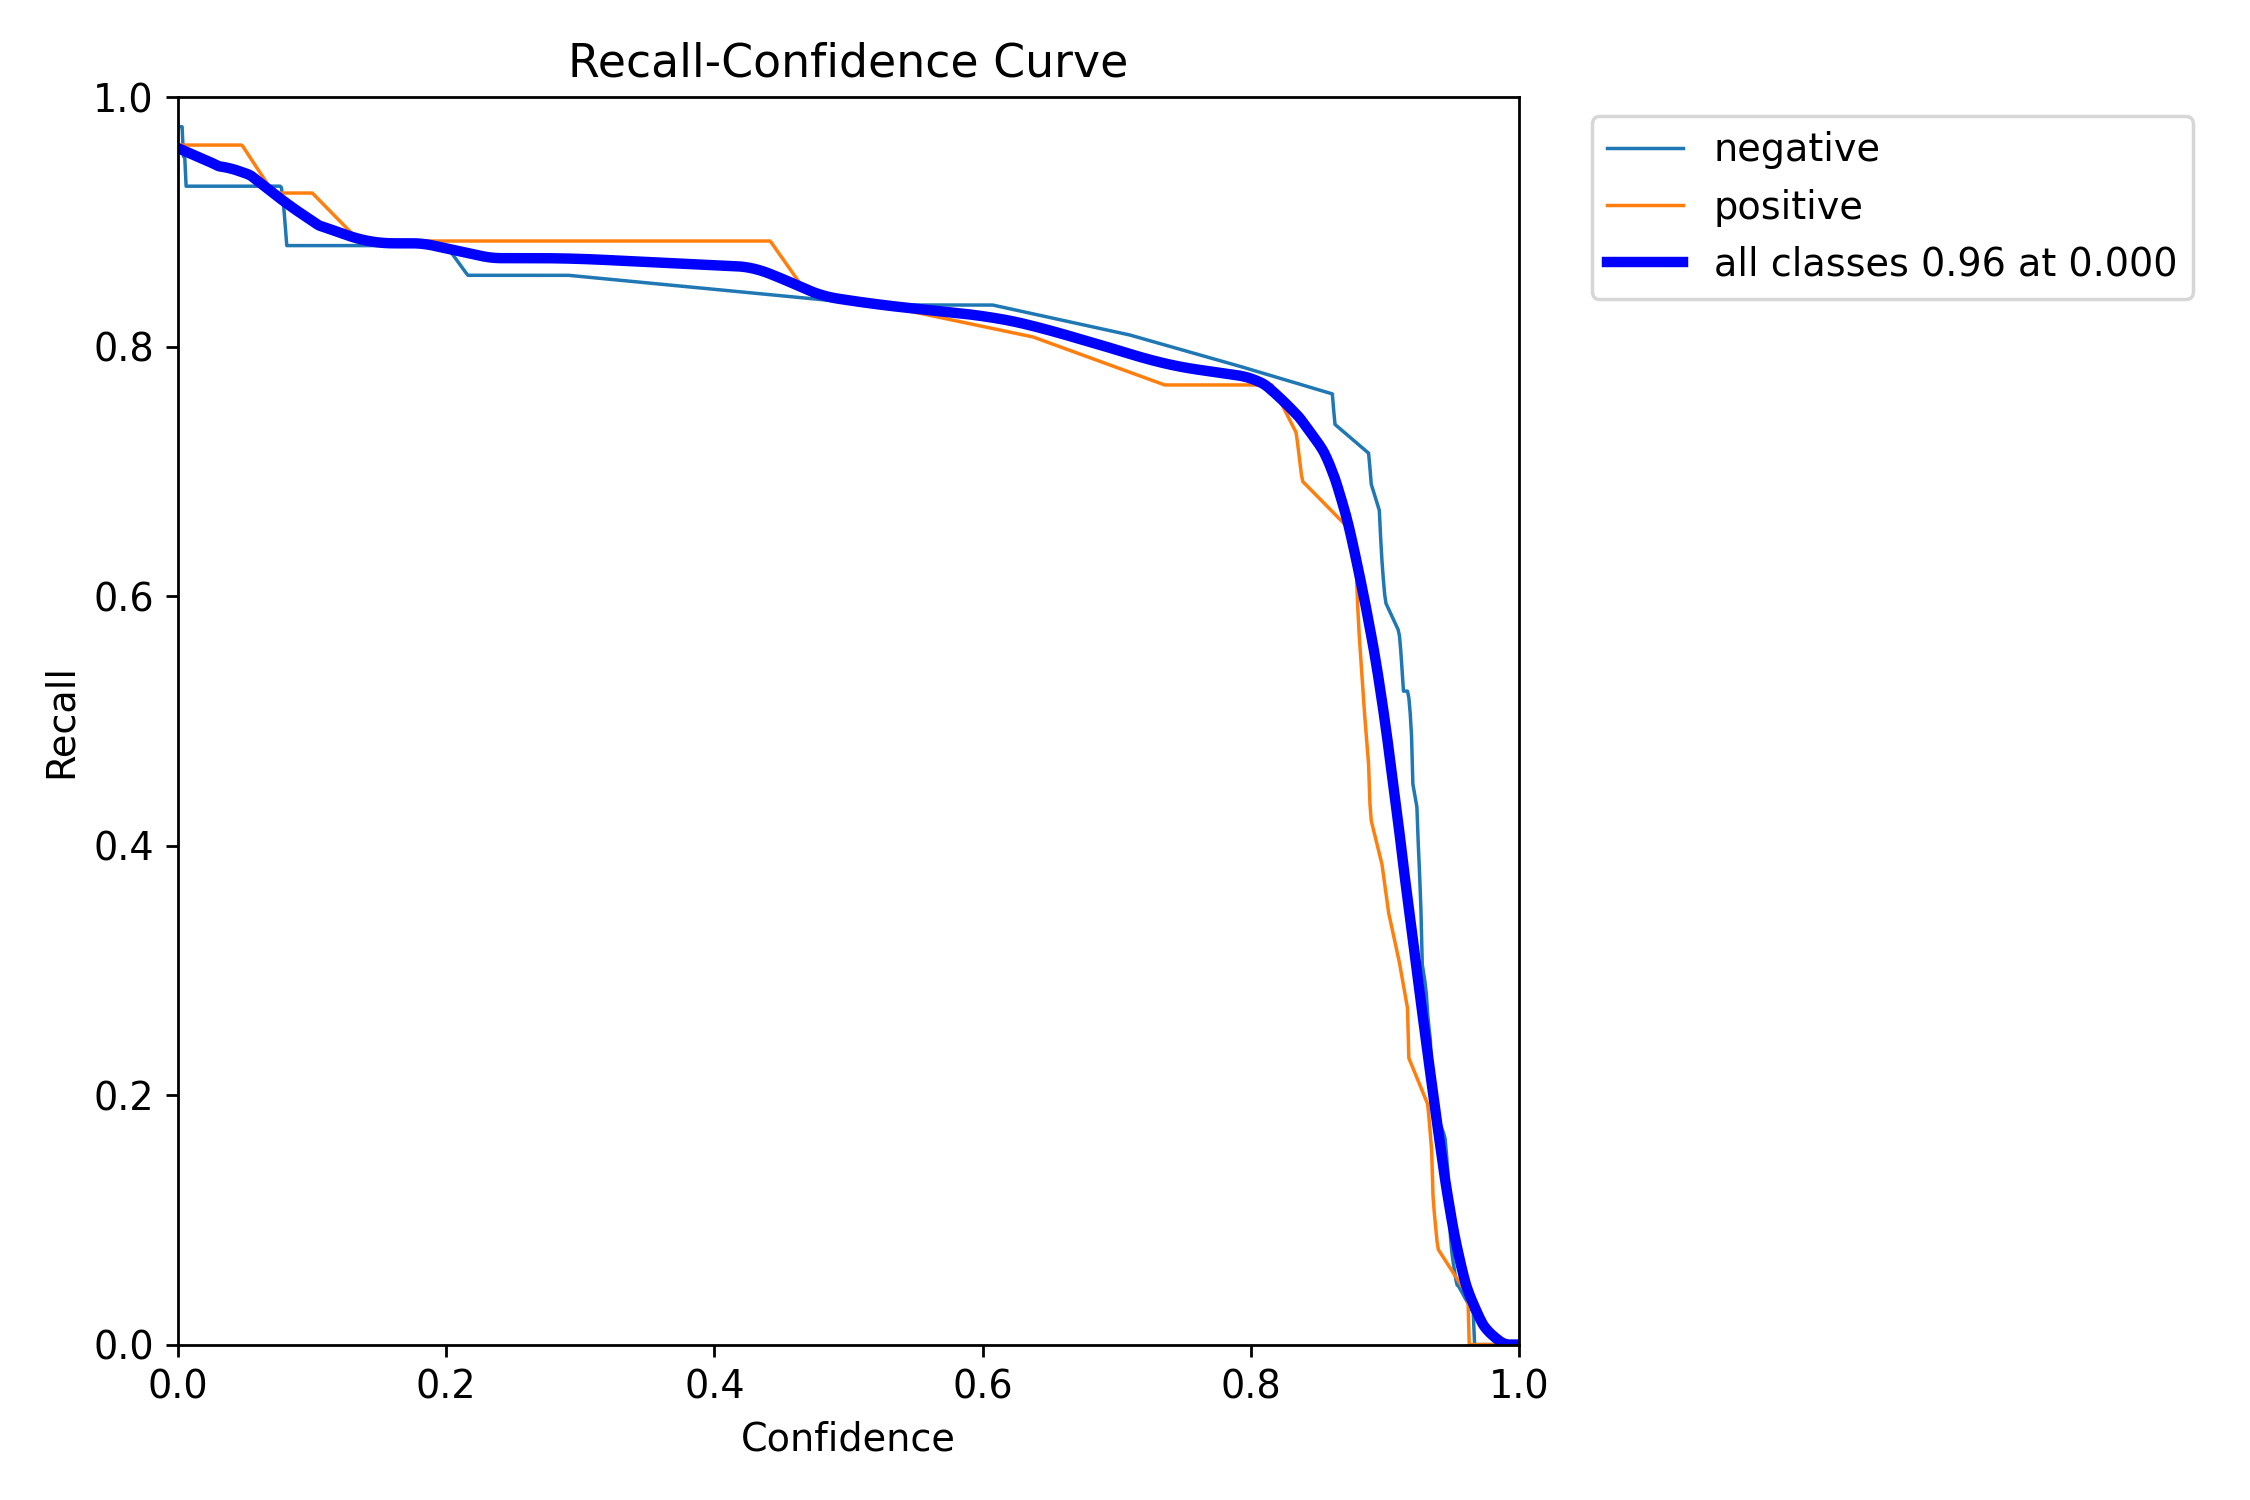 Recall-Confidence Curve
1.0
0.8
0.6
0.4
0.2
0.0
Recall
0.0 0.2 0.4 0.6 0.8 1.0
Confidence
negative
positive
all classes 0.96 at 0.000